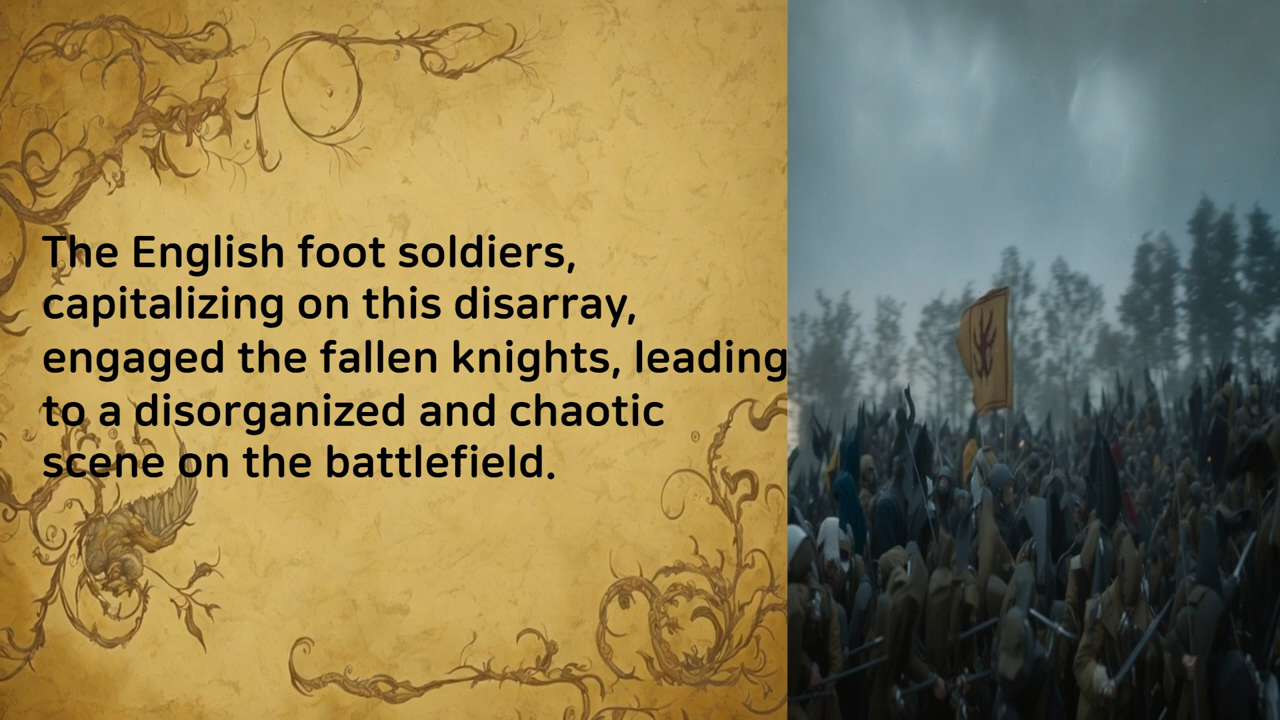 The English foot soldiers,
capitalizing on this disarray,
engaged the fallen knights, leading
to a disorganized and chaotic
scene on the battlefield.